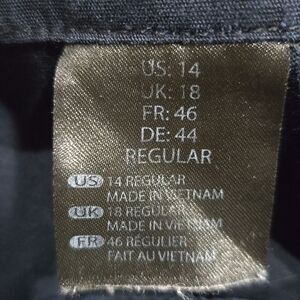 US: 14
UK: 18
FR: 46
DE: 44
REGULAR
US 14 REGULAR
MADE IN VIETNAM
UK 18 REGULAR
MADE IN VIETNAM
FR 46 RÉGULIER
FAIT AU VIETNAM